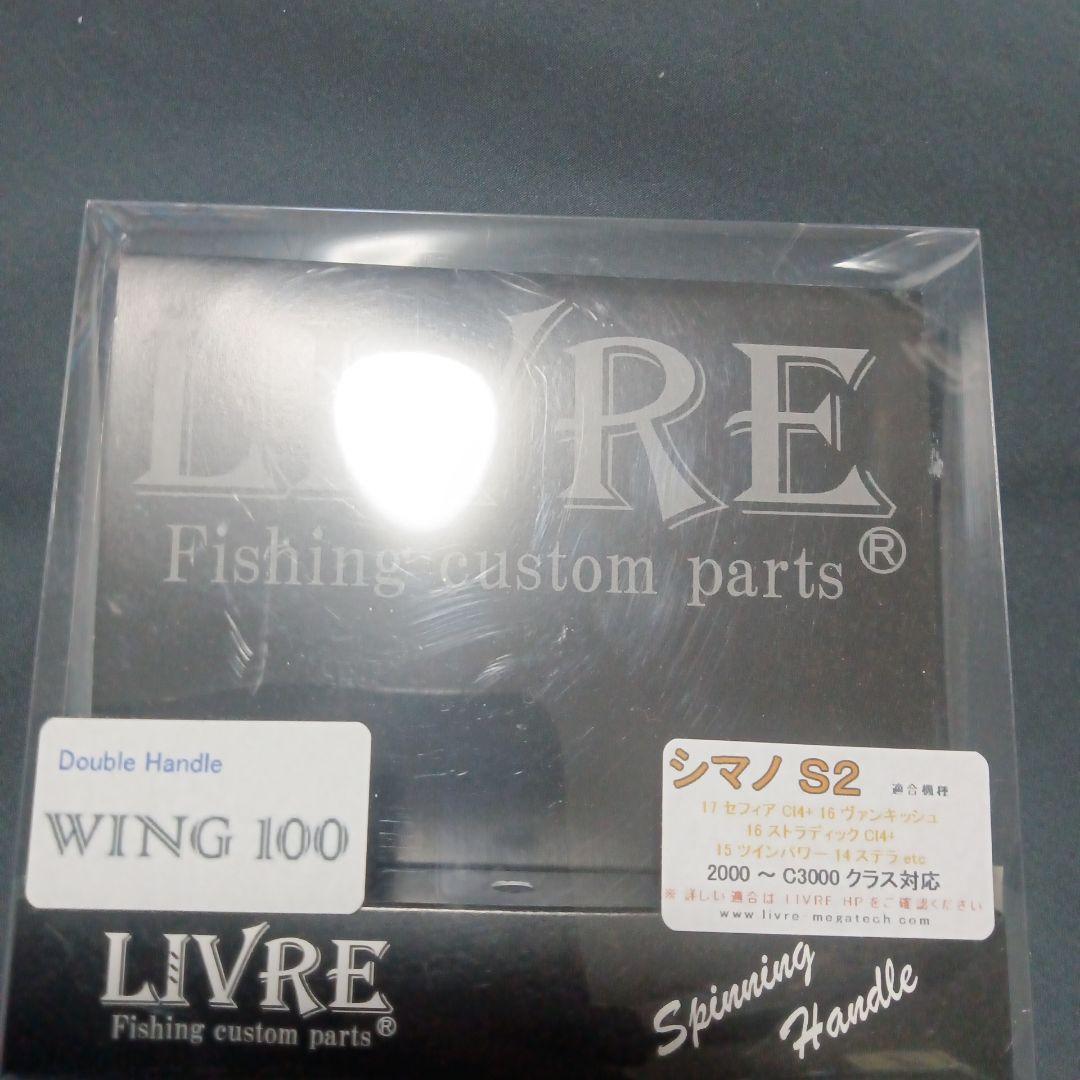 LIVRE
Fishing custom parts®
Double Handle
WING 100
シマノ S2 適合機種
17 セフィア CI4+ 16 ヴァンキッシュ
16 ストラディック CI4+
15 ツインパワー 14 ステラ etc
2000 ～ C3000 クラス対応
※ 詳しい適合は LIVRE HP をご確認ください
www.livre-megatech.com
LIVRE
Fishing custom parts®
Spinning
Handle